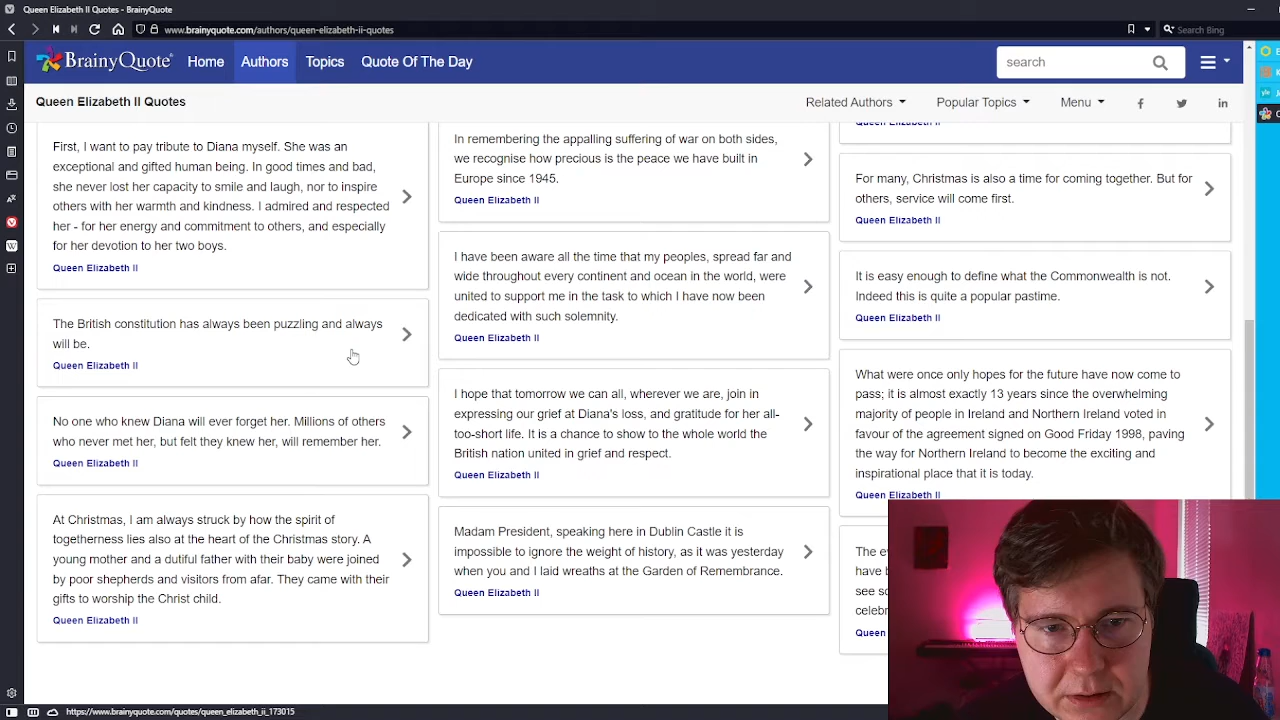 Queen Elizabeth II Quotes - BrainyQuote
www.brainyquote.com/authors/queen-elizabeth-ii-quotes
Search Bing
BrainyQuote
Home
Authors
Topics
Quote Of The Day
search
Queen Elizabeth II Quotes
Related Authors
Popular Topics
Menu
First, I want to pay tribute to Diana myself. She was an
exceptional and gifted human being. In good times and bad,
she never lost her capacity to smile and laugh, nor to inspire
others with her warmth and kindness. I admired and respected
her - for her energy and commitment to others, and especially
for her devotion to her two boys.
Queen Elizabeth II
The British constitution has always been puzzling and always
will be.
Queen Elizabeth II
No one who knew Diana will ever forget her. Millions of others
who never met her, but felt they knew her, will remember her.
Queen Elizabeth II
At Christmas, I am always struck by how the spirit of
togetherness lies also at the heart of the Christmas story. A
young mother and a dutiful father with their baby were joined
by poor shepherds and visitors from afar. They came with their
gifts to worship the Christ child.
Queen Elizabeth II
In remembering the appalling suffering of war on both sides,
we recognise how precious is the peace we have built in
Europe since 1945.
Queen Elizabeth II
I have been aware all the time that my peoples, spread far and
wide throughout every continent and ocean in the world, were
united to support me in the task to which I have now been
dedicated with such solemnity.
Queen Elizabeth II
I hope that tomorrow we can all, wherever we are, join in
expressing our grief at Diana's loss, and gratitude for her all-
too-short life. It is a chance to show to the whole world the
British nation united in grief and respect.
Queen Elizabeth II
Madam President, speaking here in Dublin Castle it is
impossible to ignore the weight of history, as it was yesterday
when you and I laid wreaths at the Garden of Remembrance.
Queen Elizabeth II
Queen Elizabeth II
For many, Christmas is also a time for coming together. But for
others, service will come first.
Queen Elizabeth II
It is easy enough to define what the Commonwealth is not.
Indeed this is quite a popular pastime.
Queen Elizabeth II
What were once only hopes for the future have now come to
pass; it is almost exactly 13 years since the overwhelming
majority of people in Ireland and Northern Ireland voted in
favour of the agreement signed on Good Friday 1998, paving
the way for Northern Ireland to become the exciting and
inspirational place that it is today.
Queen Elizabeth II
The
have
see
Queen
https://www.brainyquote.com/quotes/queen_elizabeth_ii_173015